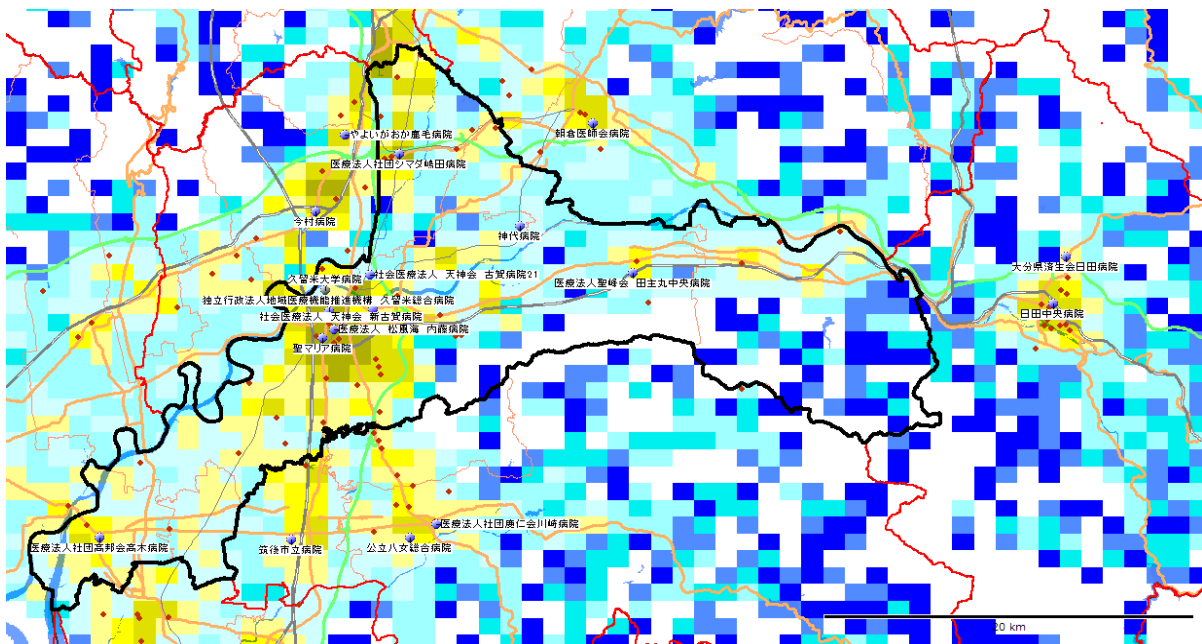 朝倉医師会病院
やよいがおか鹿毛病院
医療法人社団シマダ嶋田病院
今村病院
神代病院
大分県済生会日田病院
社会医療法人 天神会 古賀病院21
久留米大学病院
医療法人聖峰会 田主丸中央病院
独立行政法人地域医療機能推進機構 久留米総合病院
日田中央病院
社会医療法人 天神会 新古賀病院
医療法人 松風海 内藤病院
聖マリア病院
医療法人社団慶仁会川﨑病院
医療法人社団高邦会高木病院
筑後市立病院
公立八女総合病院
20 km